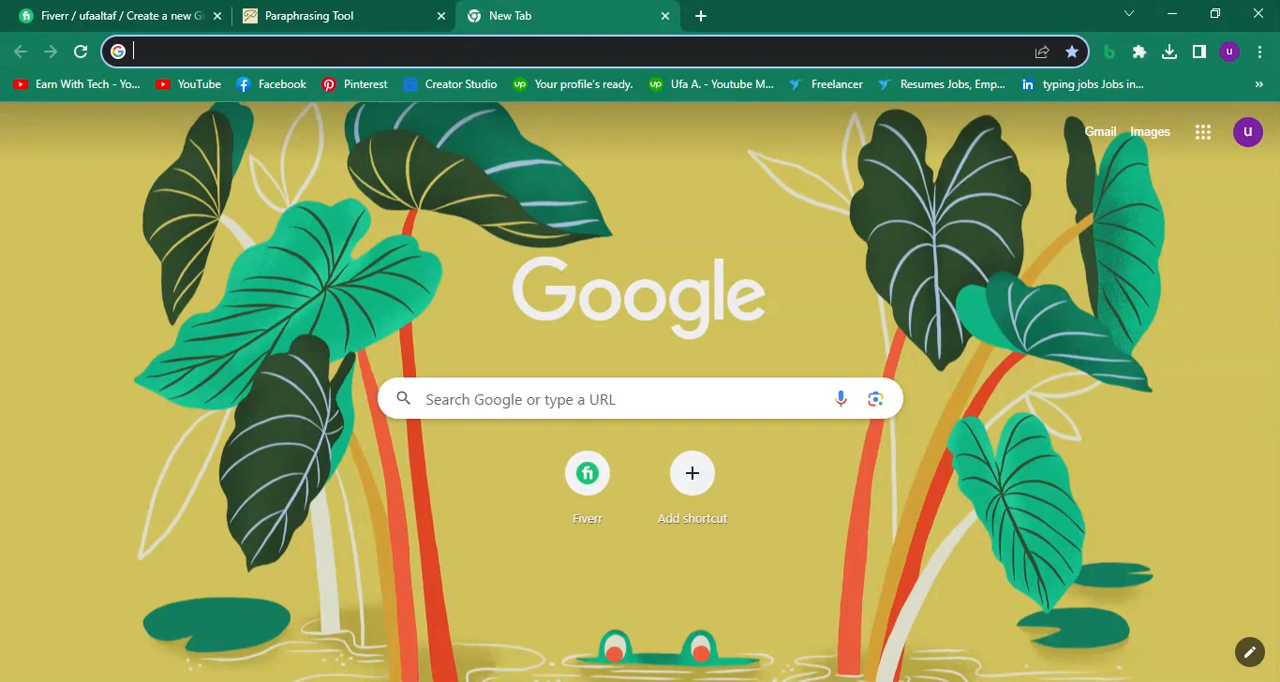 Fiverr / ufaaltaf / Create a new Gi
Paraphrasing Tool
New Tab
Earn With Tech - Yo...
YouTube
Facebook
Pinterest
Creator Studio
Your profile's ready.
Ufa A. - Youtube M...
Freelancer
Resumes Jobs, Emp...
typing jobs Jobs in...
Gmail
Images
u
Google
Search Google or type a URL
Fiverr
Add shortcut